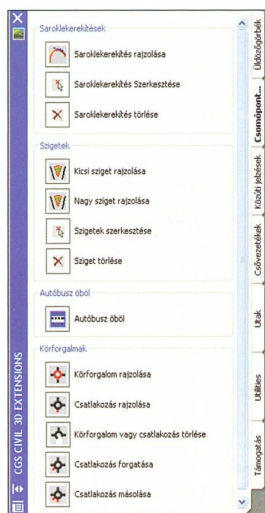 CGS CIVIL 3D EXTENSIONS
Saroklekerekítések
Saroklekerekítés rajzolása
Saroklekerekítés Szerkesztése
Saroklekerekítés törlése
Szigetek
Kicsi sziget rajzolása
Nagy sziget rajzolása
Szigetek szerkesztése
Sziget törlése
Autóbusz öböl
Autóbusz öböl
Körforgalmak
Körforgalom rajzolása
Csatlakozás rajzolása
Körforgalom vagy csatlakozás törlése
Csatlakozás forgatása
Csatlakozás másolása
Üldözőgörbék
Csomópont...
Közúti jelzések
Csővezetékek
Utak
Utilities
Támogatás